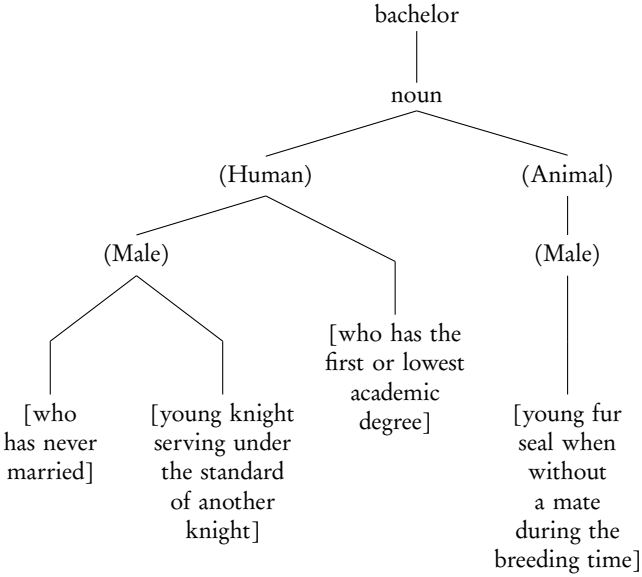 bachelor
noun
(Human)
(Animal)
(Male)
(Male)
[who
has never
married]
[young knight
serving under
the standard
of another
knight]
[who has the
first or lowest
academic
degree]
[young fur
seal when
without
a mate
during the
breeding time]